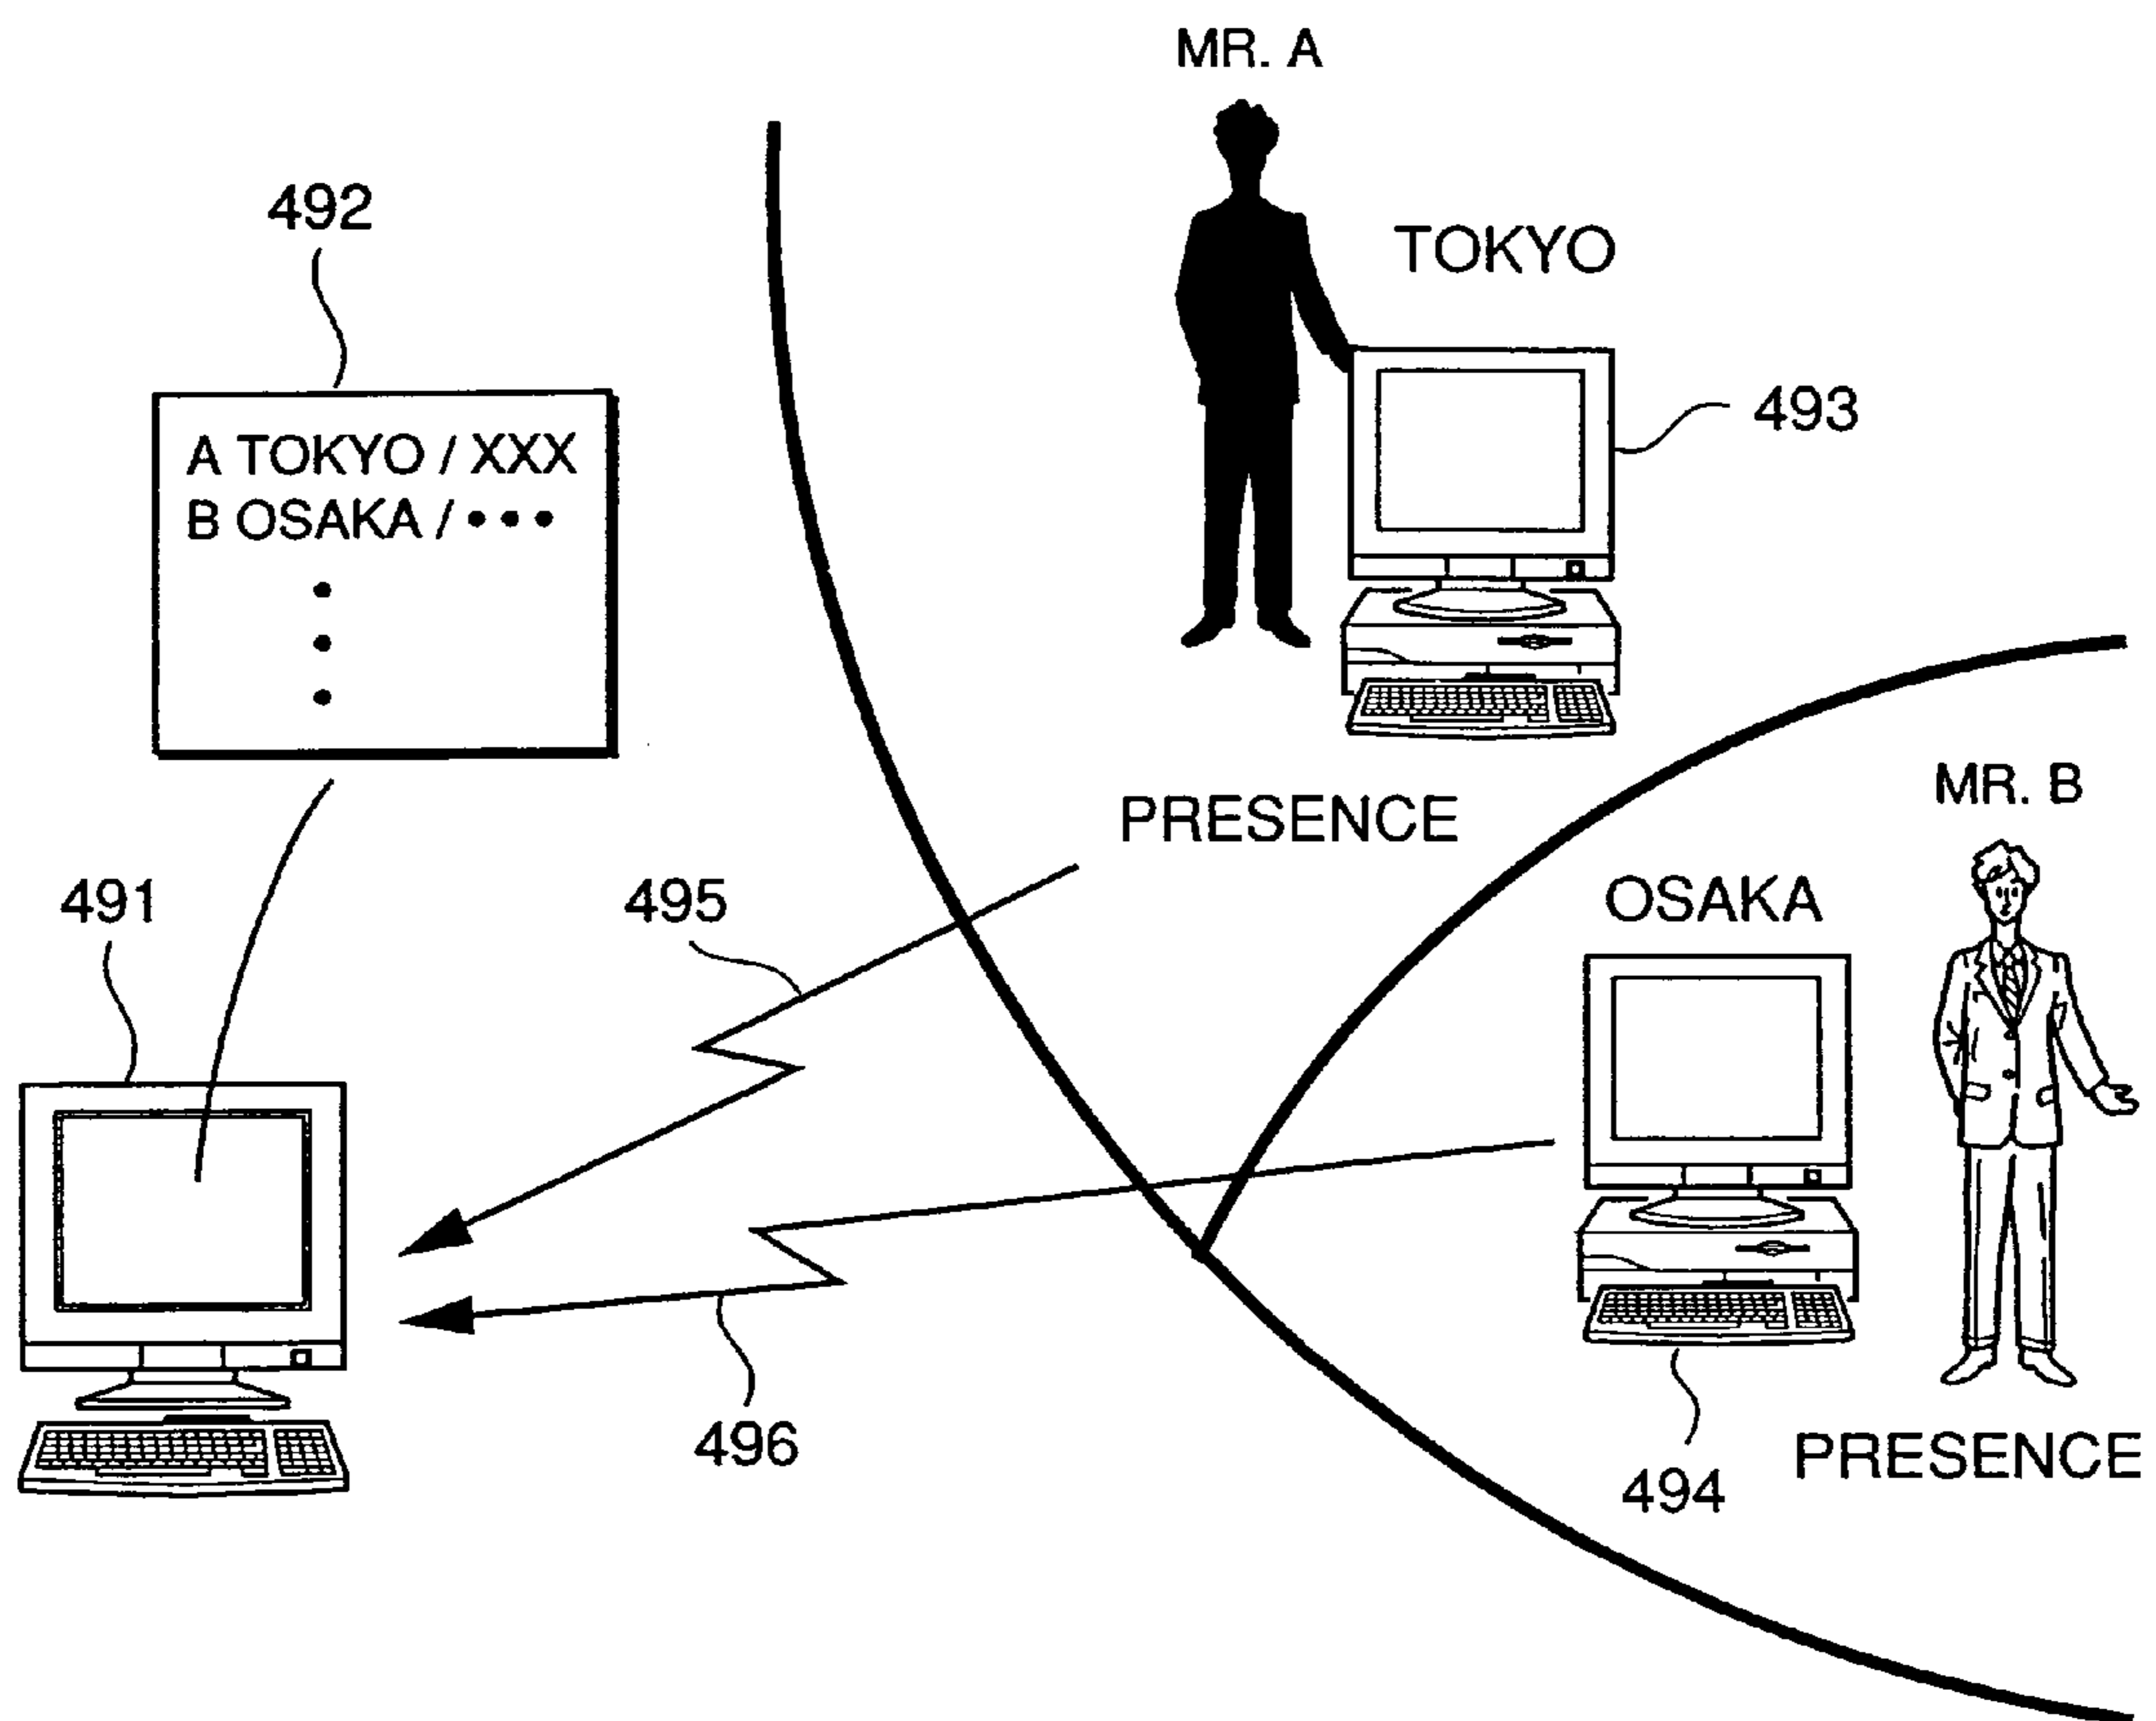 MR. A
492
TOKYO
493
A TOKYO / XXX
B OSAKA / •••
MR. B
PRESENCE
491
495
OSAKA
496
PRESENCE
494